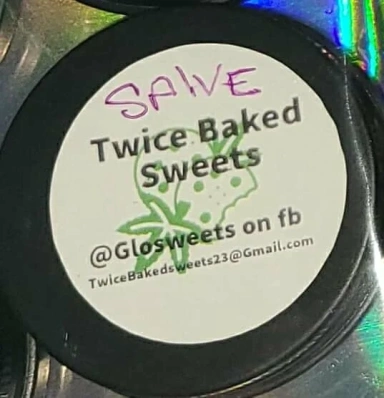 SALVE
Twice Baked
Sweets
@Glosweets on fb
TwiceBakedsweets23@Gmail.com